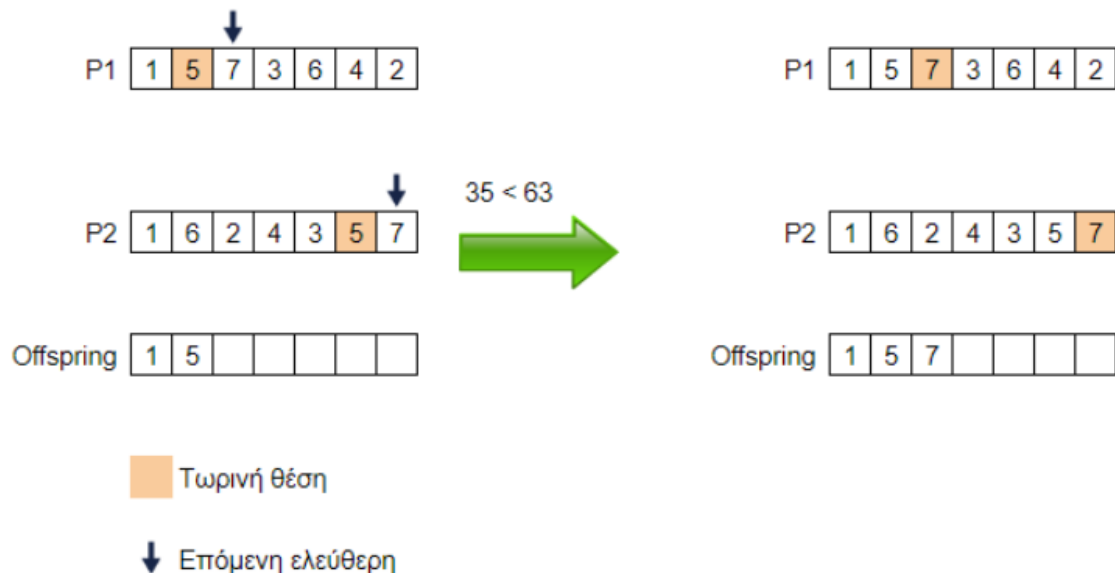 P1 1 5 7 3 6 4 2
P1 1 5 7 3 6 4 2
P2 1 6 2 4 3 5 7
35 < 63
P2 1 6 2 4 3 5 7
Offspring 1 5
Offspring 1 5 7
Τωρινή θέση
Επόμενη ελεύθερη